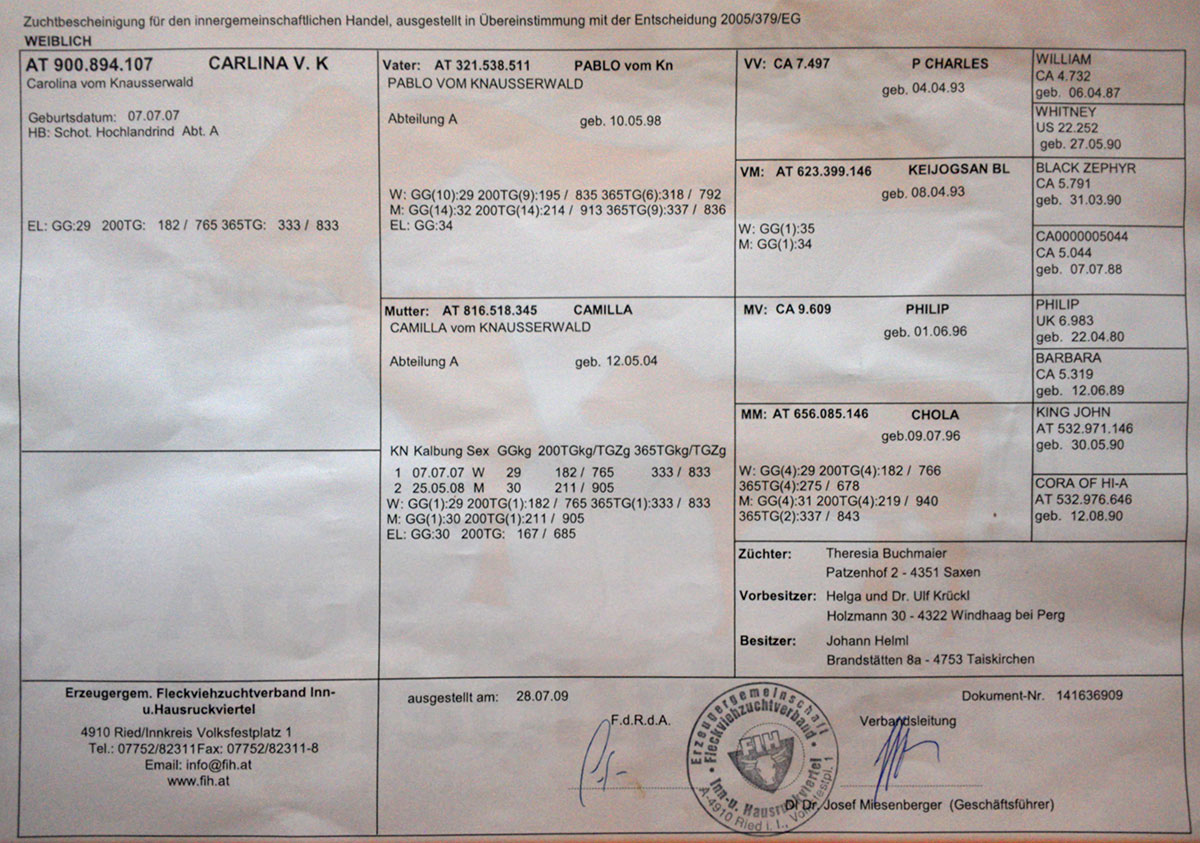 Zuchtbescheinigung für den innergemeinschaftlichen Handel, ausgestellt in Übereinstimmung mit der Entscheidung 2005/379/EG
WEIBLICH
AT 900.894.107 CARLINA V. K
Carolina vom Knausserwald
Geburtsdatum: 07.07.07
HB: Schot. Hochlandrind Abt. A
EL: GG:29 200TG: 182 / 765 365TG: 333 / 833
Vater: AT 321.538.511 PABLO vom Kn
PABLO VOM KNAUSSERWALD
Abteilung A geb. 10.05.98
W: GG(10):29 200TG(9):195 / 835 365TG(6):318 / 792
M: GG(14):32 200TG(14):214 / 913 365TG(9):337 / 836
EL: GG:34
Mutter: AT 816.518.345 CAMILLA
CAMILLA vom KNAUSSERWALD
Abteilung A geb. 12.05.04
KN Kalbung Sex GGkg 200TGkg/TGZg 365TGkg/TGZg
1 07.07.07 W 29 182 / 765 333 / 833
2 25.05.08 M 30 211 / 905
W: GG(1):29 200TG(1):182 / 765 365TG(1):333 / 833
M: GG(1):30 200TG(1):211 / 905
EL: GG:30 200TG: 167 / 685
VV: CA 7.497 P CHARLES
geb. 04.04.93
VM: AT 623.399.146 KEIJOGSAN BL
geb. 08.04.93
W: GG(1):35
M: GG(1):34
MV: CA 9.609 PHILIP
geb. 01.06.96
MM: AT 656.085.146 CHOLA
geb.09.07.96
W: GG(4):29 200TG(4):182 / 766
365TG(4):275 / 678
M: GG(4):31 200TG(4):219 / 940
365TG(2):337 / 843
WILLIAM
CA 4.732
geb. 06.04.87
WHITNEY
US 22.252
geb. 27.05.90
BLACK ZEPHYR
CA 5.791
geb. 31.03.90
CA0000005044
CA 5.044
geb. 07.07.88
PHILIP
UK 6.983
geb. 22.04.80
BARBARA
CA 5.319
geb. 12.06.89
KING JOHN
AT 532.971.146
geb. 30.05.90
CORA OF HI-A
AT 532.976.646
geb. 12.08.90
Züchter: Theresia Buchmaier
Patzenhof 2 - 4351 Saxen
Vorbesitzer: Helga und Dr. Ulf Krückl
Holzmann 30 - 4322 Windhaag bei Perg
Besitzer: Johann Helml
Brandstätten 8a - 4753 Taiskirchen
Erzeugergem. Fleckviehzuchtverband Inn-
u.Hausruckviertel
4910 Ried/Innkreis Volksfestplatz 1
Tel.: 07752/82311Fax: 07752/82311-8
Email: info@fih.at
www.fih.at
ausgestellt am: 28.07.09
Dokument-Nr. 141636909
F.d.R.d.A.
Verbandsleitung
Erzeugergemeinschaft
Fleckviehzuchtverband
FIH
Inn-u. Hausruckviertel
A-4910 Ried i. I., Volksfestpl. 1
DI Dr. Josef Miesenberger (Geschäftsführer)